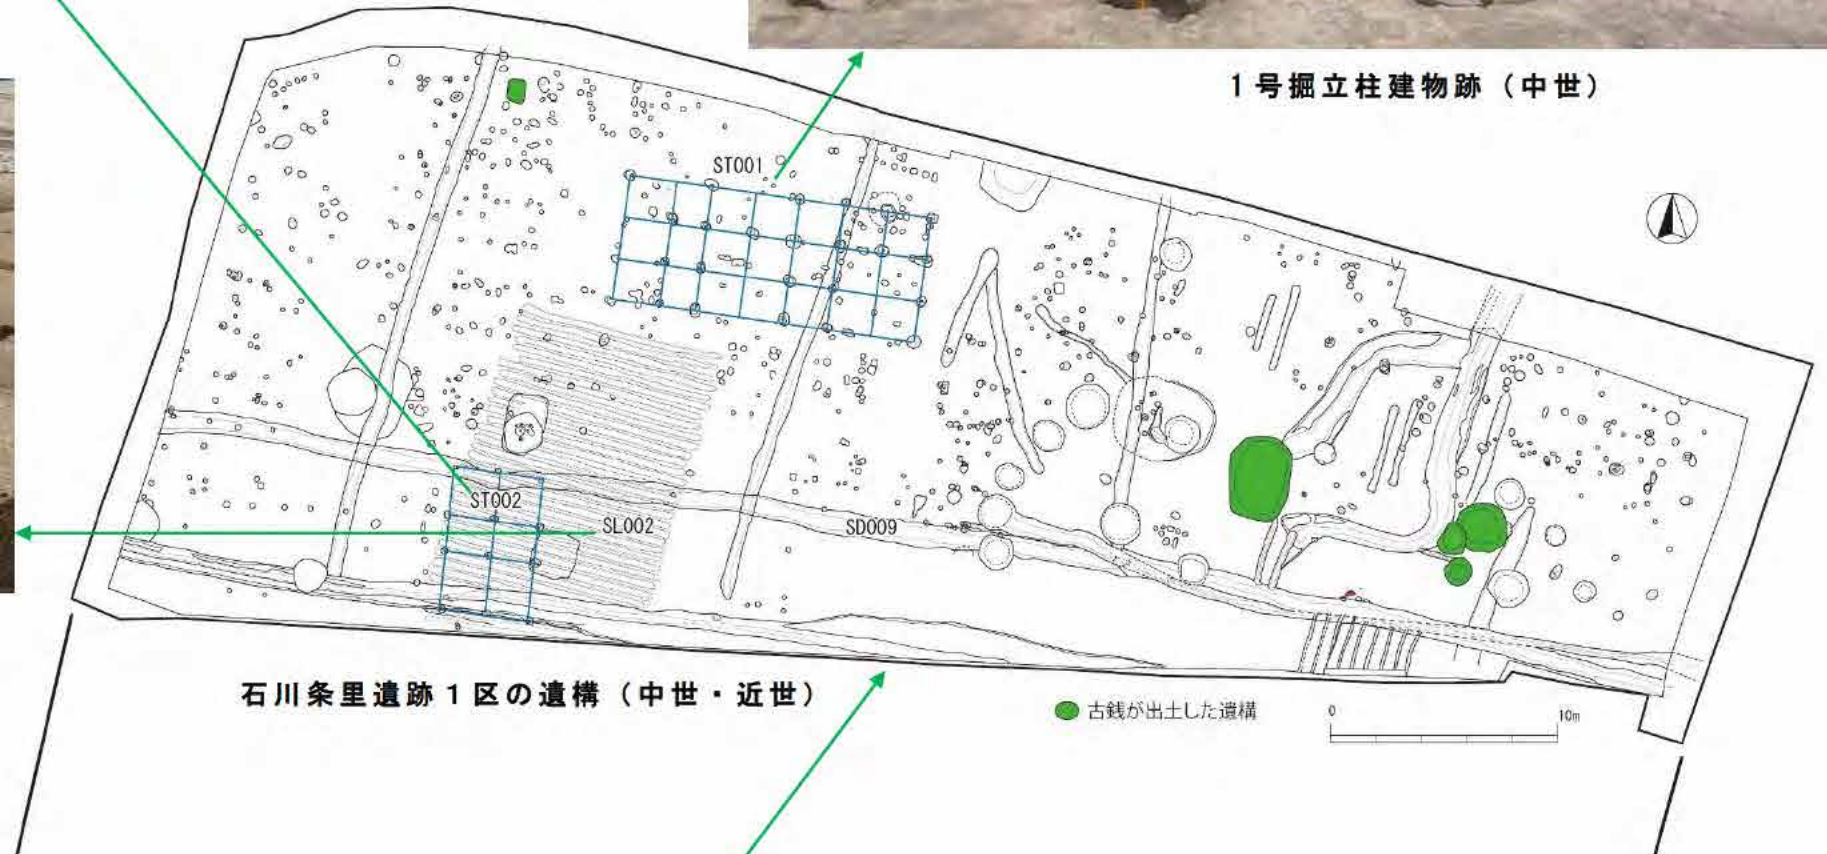 1号掘立柱建物跡（中世）
ST001
ST002
SL002
SD009
石川条里遺跡1区の遺構（中世・近世）
古銭が出土した遺構
0
10m